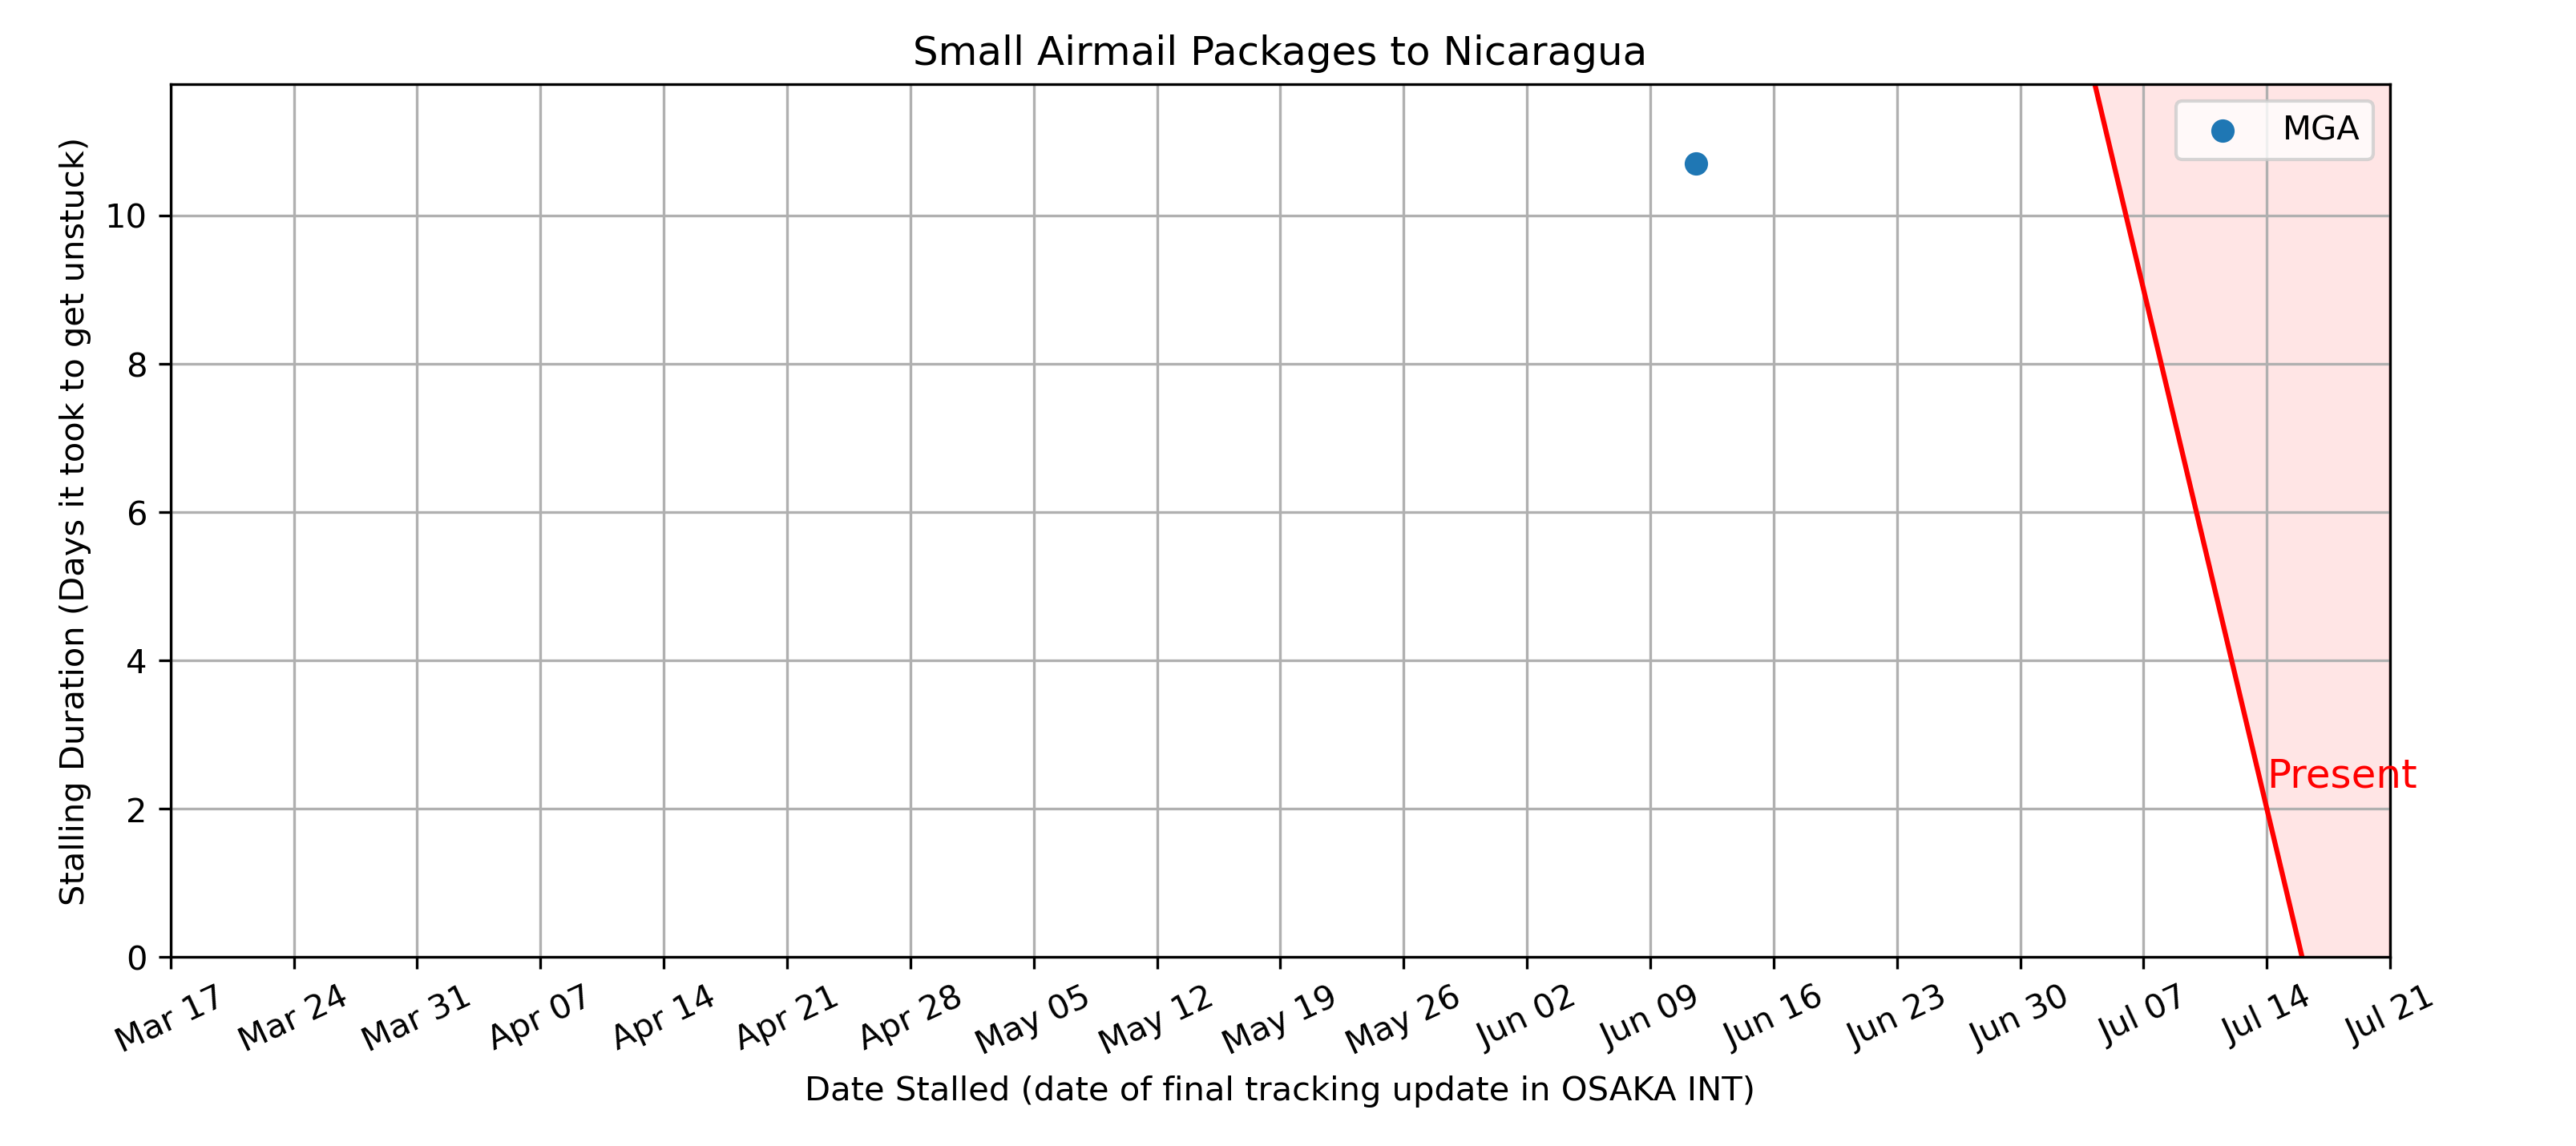 Small Airmail Packages to Nicaragua
MGA
Stalling Duration (Days it took to get unstuck)
10
8
6
4
2
0
Present
Mar 17 Mar 24 Mar 31 Apr 07 Apr 14 Apr 21 Apr 28 May 05 May 12 May 19 May 26 Jun 02 Jun 09 Jun 16 Jun 23 Jun 30 Jul 07 Jul 14 Jul 21
Date Stalled (date of final tracking update in OSAKA INT)